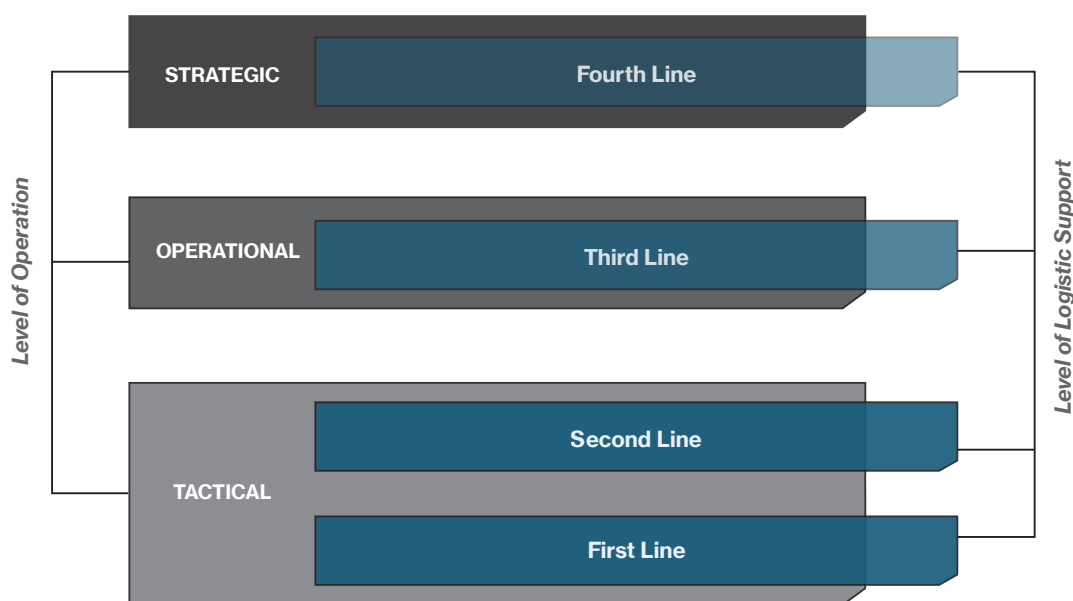 STRATEGIC
Fourth Line
OPERATIONAL
Third Line
Second Line
TACTICAL
First Line
Level of Operation
Level of Logistic Support